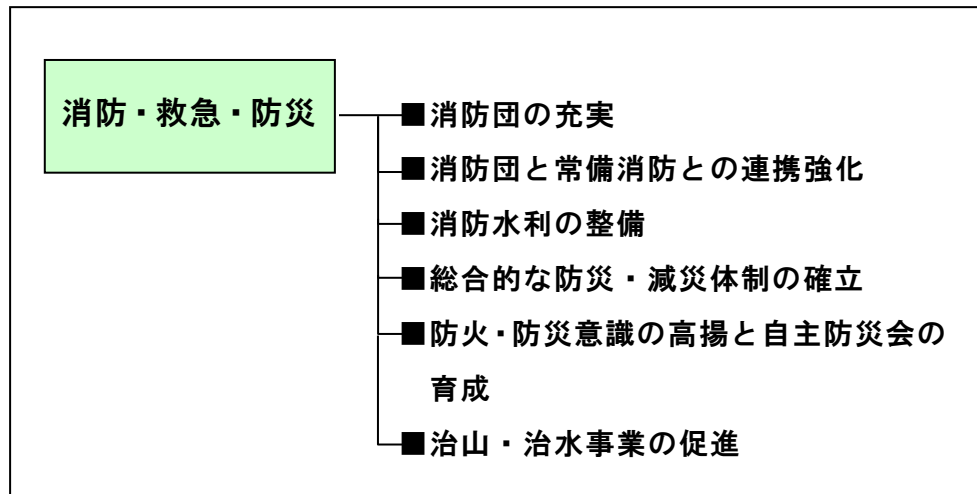 消防・救急・防災
■消防団の充実
■消防団と常備消防との連携強化
■消防水利の整備
■総合的な防災・減災体制の確立
■防火・防災意識の高揚と自主防災会の
育成
■治山・治水事業の促進